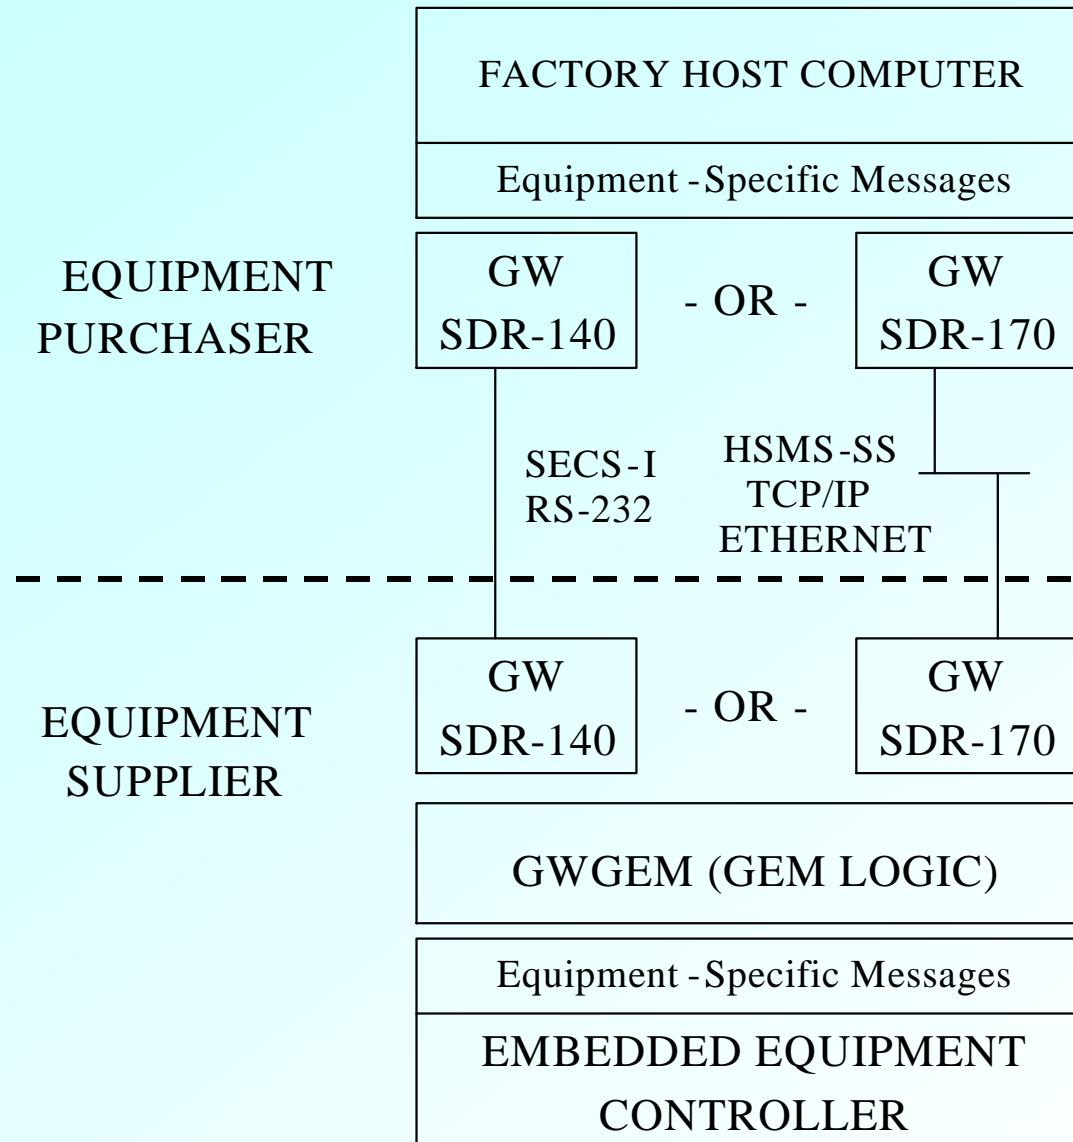 FACTORY HOST COMPUTER
Equipment -Specific Messages
EQUIPMENT
PURCHASER
GW
SDR-140
- OR -
GW
SDR-170
SECS-I
RS-232
HSMS-SS
TCP/IP
ETHERNET
EQUIPMENT
SUPPLIER
GW
SDR-140
- OR -
GW
SDR-170
GWGEM (GEM LOGIC)
Equipment -Specific Messages
EMBEDDED EQUIPMENT
CONTROLLER